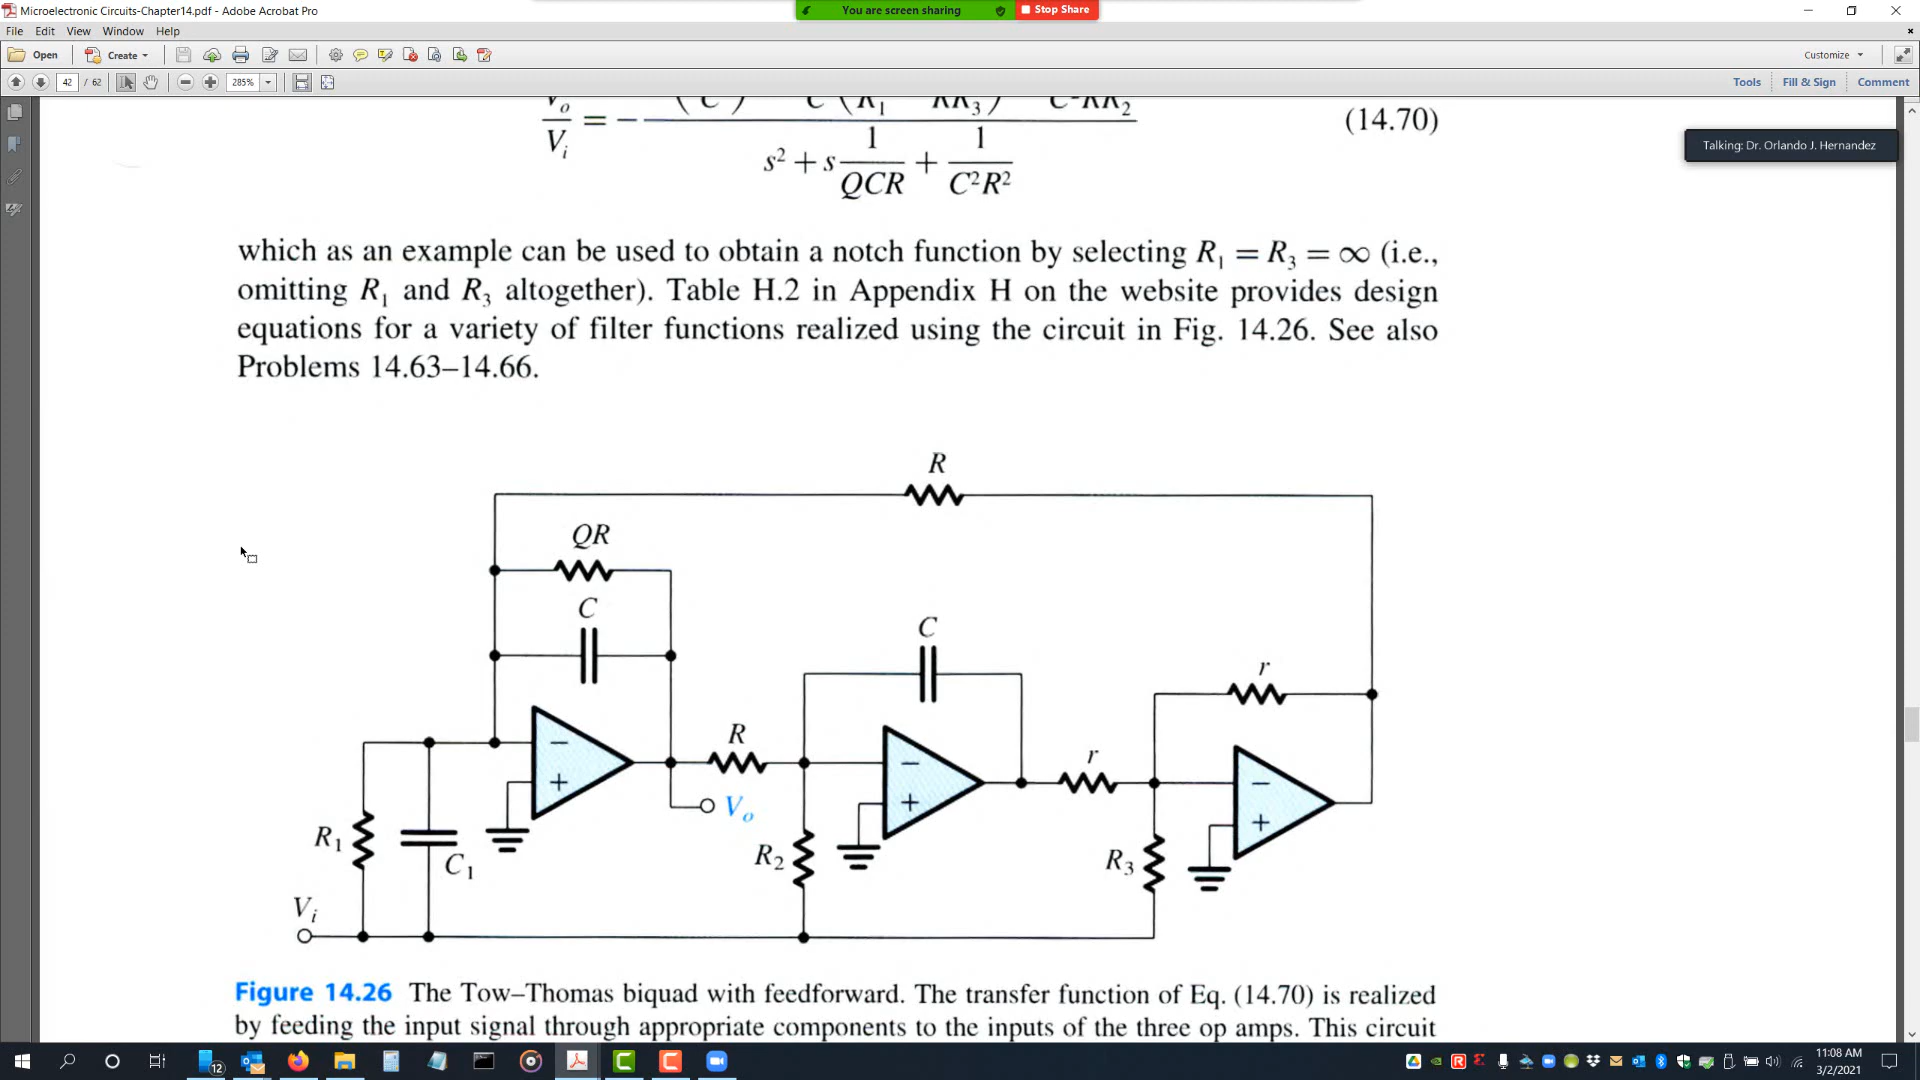 Microelectronic Circuits-Chapter14.pdf - Adobe Acrobat Pro
You are screen sharing
Stop Share
File Edit View Window Help
Open Create Customize
42 / 62 285% Tools Fill & Sign Comment
V_o/V_i = − (14.70)
s² + s 1/QCR + 1/C²R²
Talking: Dr. Orlando J. Hernandez
which as an example can be used to obtain a notch function by selecting R₁ = R₃ = ∞ (i.e.,
omitting R₁ and R₃ altogether). Table H.2 in Appendix H on the website provides design
equations for a variety of filter functions realized using the circuit in Fig. 14.26. See also
Problems 14.63–14.66.
R
QR
C
C
r
R
r
− + − + − +
V_o
R₁
C₁
R₂
R₃
V_i
Figure 14.26 The Tow–Thomas biquad with feedforward. The transfer function of Eq. (14.70) is realized
by feeding the input signal through appropriate components to the inputs of the three op amps. This circuit
12
11:08 AM
3/2/2021